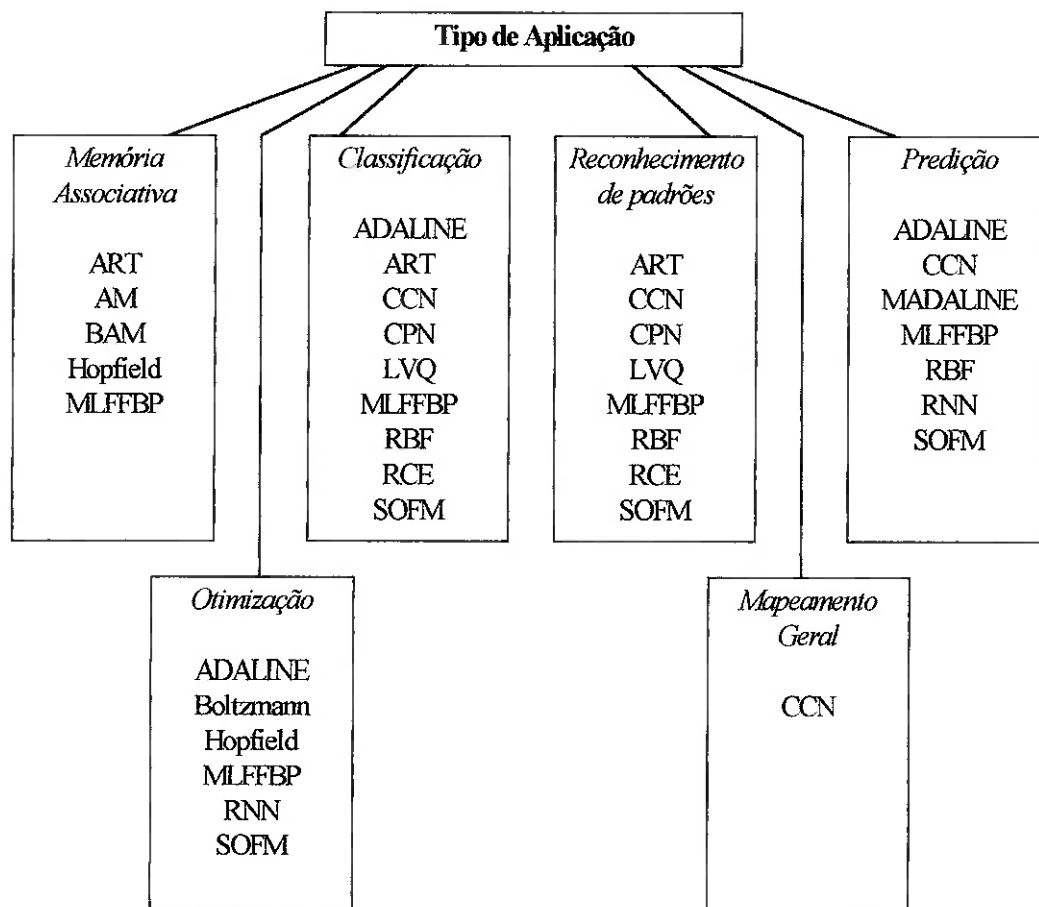 Tipo de Aplicação
Memória
Associativa
ART
AM
BAM
Hopfield
MLFFBP
Classificação
ADALINE
ART
CCN
CPN
LVQ
MLFFBP
RBF
RCE
SOFM
Reconhecimento
de padrões
ART
CCN
CPN
LVQ
MLFFBP
RBF
RCE
SOFM
Predição
ADALINE
CCN
MADALINE
MLFFBP
RBF
RNN
SOFM
Otimização
ADALINE
Boltzmann
Hopfield
MLFFBP
RNN
SOFM
Mapeamento
Geral
CCN